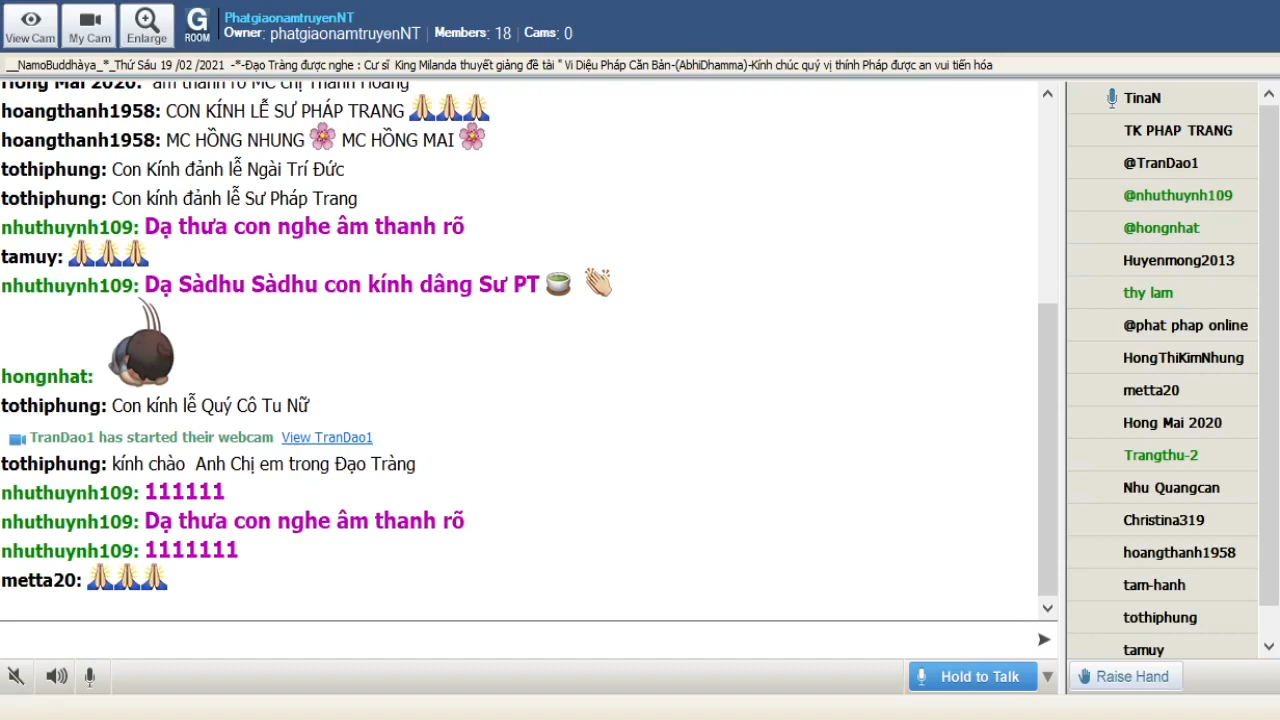 View Cam
My Cam
Enlarge
G
ROOM
PhatgiaonamtruyenNT
Owner: phatgiaonamtruyenNT | Members: 18 | Cams: 0
__NamoBuddhàya_*_Thứ Sáu 19 /02 /2021 -*-Đạo Tràng được nghe : Cư sĩ King Milanda thuyết giảng đề tài " Vi Diệu Pháp Căn Bản-(AbhiDhamma)-Kính chúc quý vị thính Pháp được an vui tiến hóa
Hong Mai 2020: âm thanh rõ MC chị Thanh Hoàng
hoangthanh1958: CON KÍNH LỄ SƯ PHÁP TRANG
hoangthanh1958: MC HỒNG NHUNG MC HỒNG MAI
tothiphung: Con Kính đảnh lễ Ngài Trí Đức
tothiphung: Con kính đảnh lễ Sư Pháp Trang
nhuthuynh109: Dạ thưa con nghe âm thanh rõ
tamuy:
nhuthuynh109: Dạ Sàdhu Sàdhu con kính dâng Sư PT
hongnhat:
tothiphung: Con kính lễ Quý Cô Tu Nữ
TranDao1 has started their webcam View TranDao1
tothiphung: kính chào Anh Chị em trong Đạo Tràng
nhuthuynh109: 111111
nhuthuynh109: Dạ thưa con nghe âm thanh rõ
nhuthuynh109: 1111111
metta20:
Hold to Talk
TinaN
TK PHAP TRANG
@TranDao1
@nhuthuynh109
@hongnhat
Huyenmong2013
thy lam
@phat phap online
HongThiKimNhung
metta20
Hong Mai 2020
Trangthu-2
Nhu Quangcan
Christina319
hoangthanh1958
tam-hanh
tothiphung
tamuy
Raise Hand